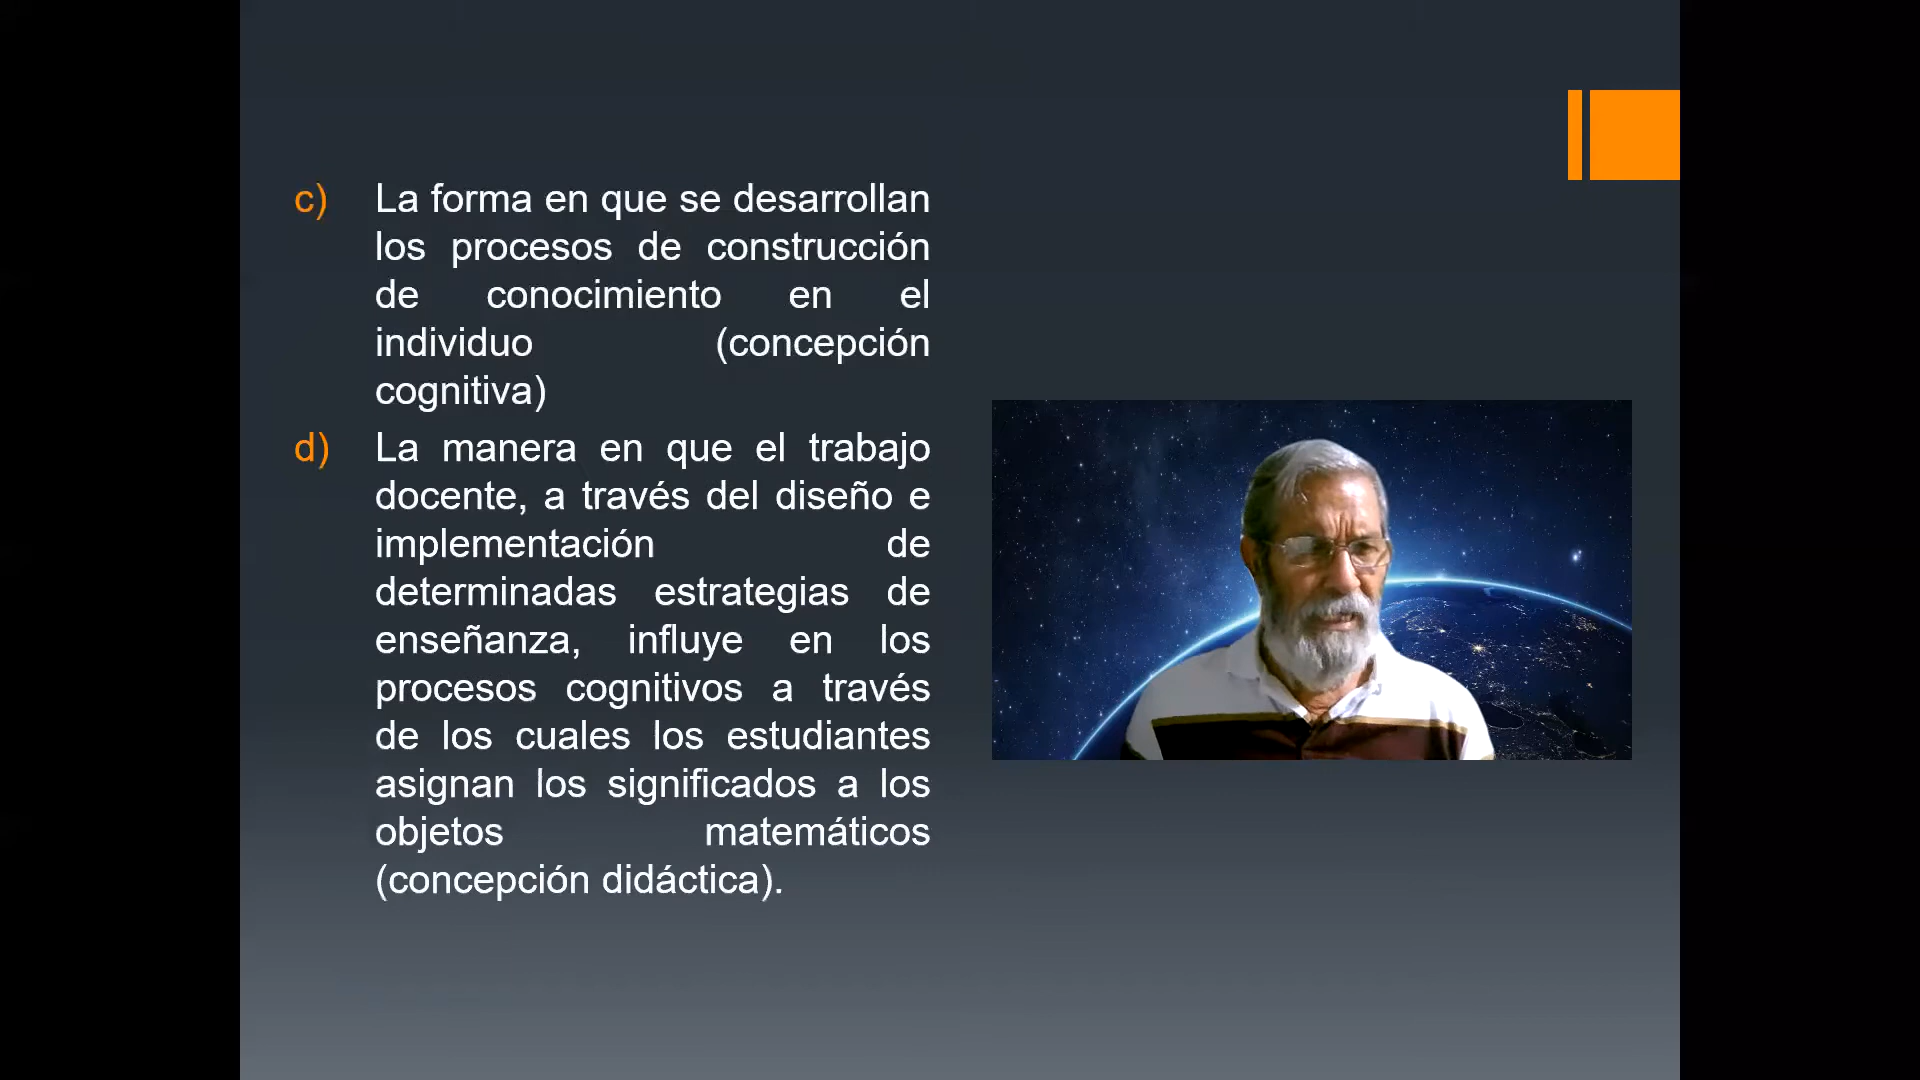 c) La forma en que se desarrollan
los procesos de construcción
de conocimiento en el
individuo (concepción
cognitiva)
d) La manera en que el trabajo
docente, a través del diseño e
implementación de
determinadas estrategias de
enseñanza, influye en los
procesos cognitivos a través
de los cuales los estudiantes
asignan los significados a los
objetos matemáticos
(concepción didáctica).